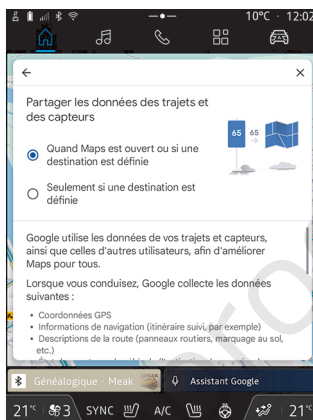 10°C · 12:02
←
×
Partager les données des trajets et
des capteurs
65 65
Quand Maps est ouvert ou si une
destination est définie
Seulement si une destination est
définie
Google utilise les données de vos trajets et capteurs,
ainsi que celles d'autres utilisateurs, afin d'améliorer
Maps pour tous.
Lorsque vous conduisez, Google collecte les données
suivantes :
• Coordonnées GPS
• Informations de navigation (itinéraire suivi, par exemple)
• Descriptions de la route (panneaux routiers, marquage au sol,
etc.)
Généalogique · Meak
Assistant Google
21° 3 SYNC A/C 21°